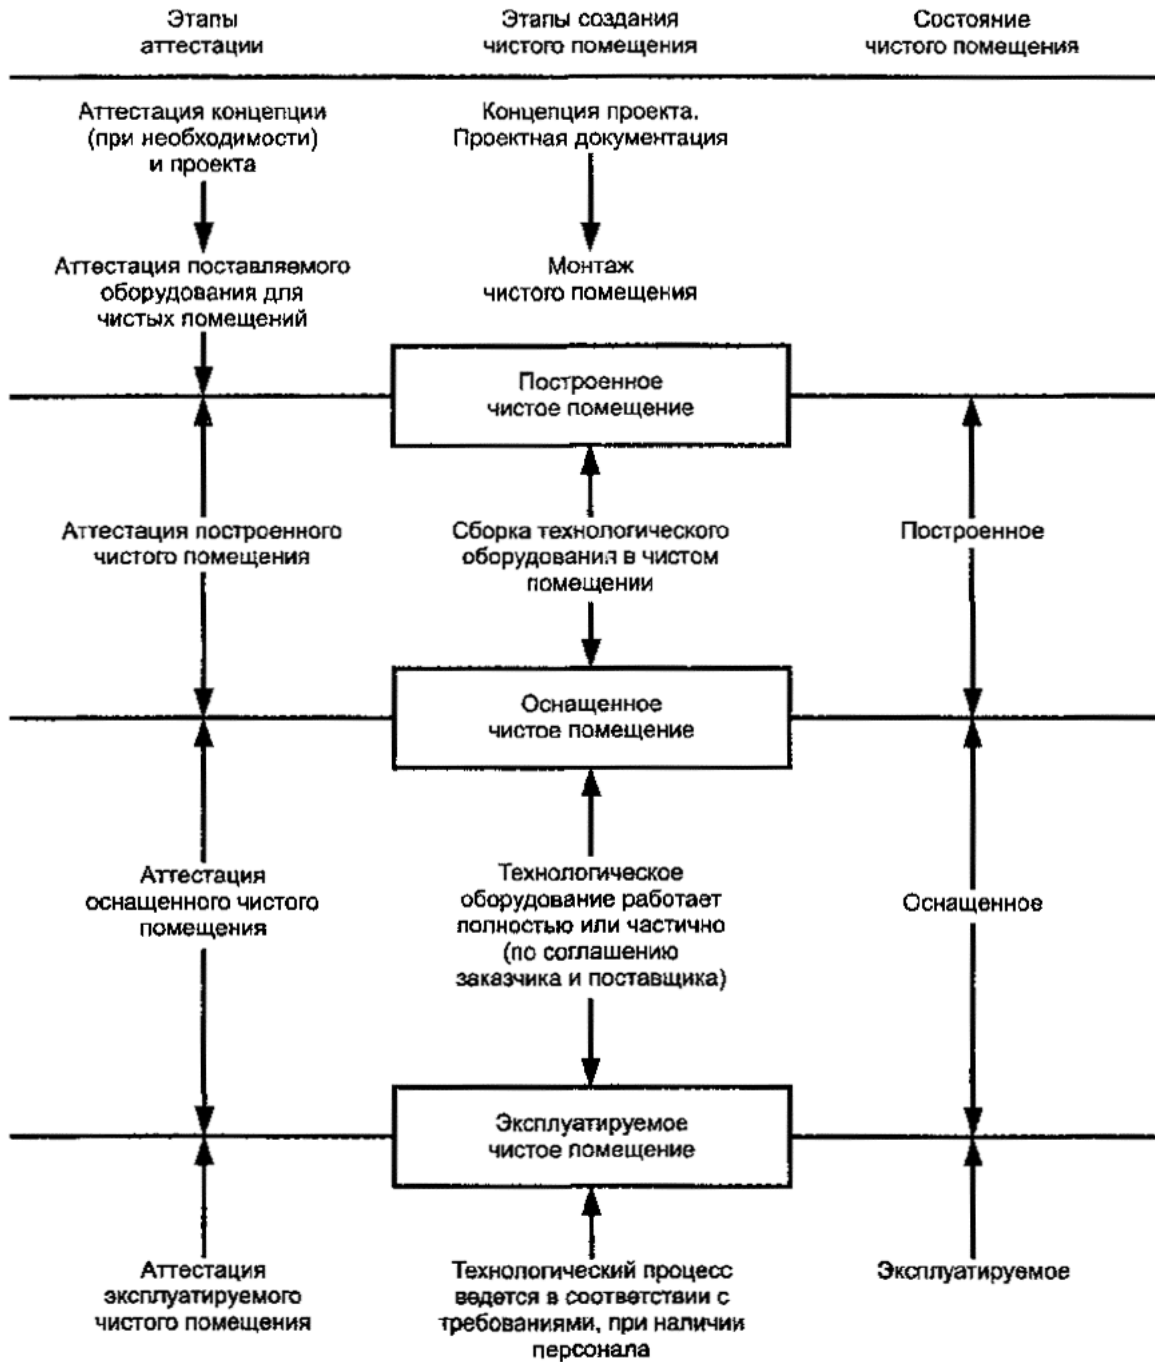 Этапы
аттестации
Этапы создания
чистого помещения
Состояние
чистого помещения
Аттестация концепции
(при необходимости)
и проекта
Концепция проекта.
Проектная документация
Аттестация поставляемого
оборудования для
чистых помещений
Монтаж
чистого помещения
Построенное
чистое помещение
Аттестация построенного
чистого помещения
Сборка технологического
оборудования в чистом
помещении
Построенное
Оснащенное
чистое помещение
Аттестация
оснащенного чистого
помещения
Технологическое
оборудование работает
полностью или частично
(по соглашению
заказчика и поставщика)
Оснащенное
Эксплуатируемое
чистое помещение
Аттестация
эксплуатируемого
чистого помещения
Технологический процесс
ведется в соответствии с
требованиями, при наличии
персонала
Эксплуатируемое